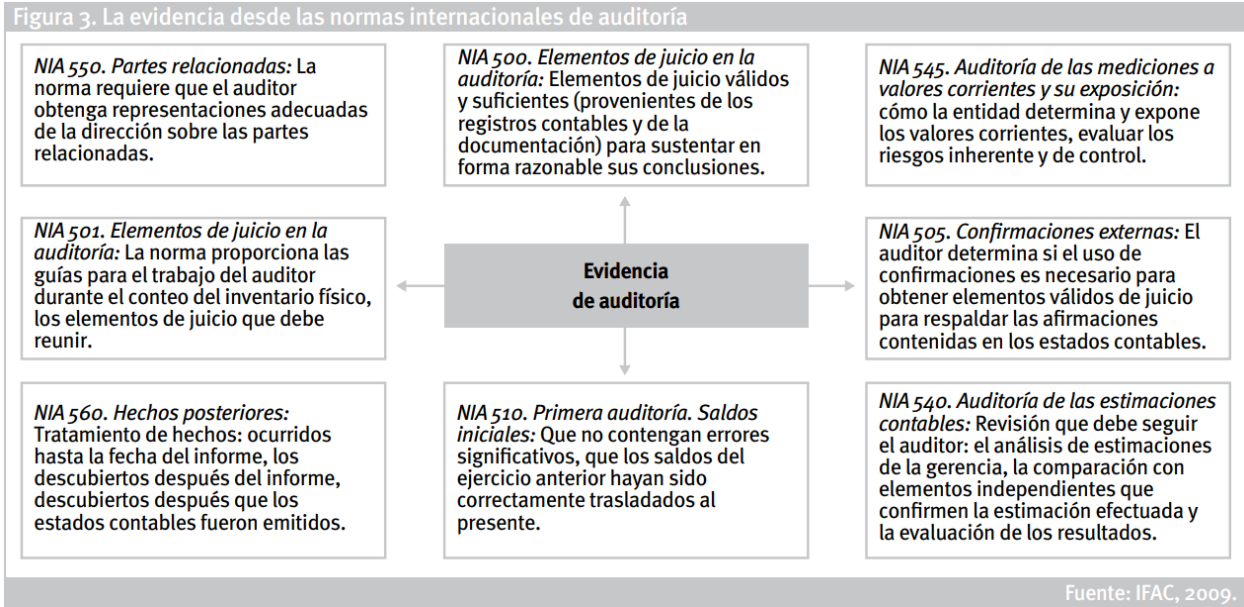 Figura 3. La evidencia desde las normas internacionales de auditoría
NIA 550. Partes relacionadas: La
norma requiere que el auditor
obtenga representaciones adecuadas
de la dirección sobre las partes
relacionadas.
NIA 500. Elementos de juicio en la
auditoría: Elementos de juicio válidos
y suficientes (provenientes de los
registros contables y de la
documentación) para sustentar en
forma razonable sus conclusiones.
NIA 545. Auditoría de las mediciones a
valores corrientes y su exposición:
cómo la entidad determina y expone
los valores corrientes, evaluar los
riesgos inherente y de control.
NIA 501. Elementos de juicio en la
auditoría: La norma proporciona las
guías para el trabajo del auditor
durante el conteo del inventario físico,
los elementos de juicio que debe
reunir.
Evidencia
de auditoría
NIA 505. Confirmaciones externas: El
auditor determina si el uso de
confirmaciones es necesario para
obtener elementos válidos de juicio
para respaldar las afirmaciones
contenidas en los estados contables.
NIA 560. Hechos posteriores:
Tratamiento de hechos: ocurridos
hasta la fecha del informe, los
descubiertos después del informe,
descubiertos después que los
estados contables fueron emitidos.
NIA 510. Primera auditoría. Saldos
iniciales: Que no contengan errores
significativos, que los saldos del
ejercicio anterior hayan sido
correctamente trasladados al
presente.
NIA 540. Auditoría de las estimaciones
contables: Revisión que debe seguir
el auditor: el análisis de estimaciones
de la gerencia, la comparación con
elementos independientes que
confirmen la estimación efectuada y
la evaluación de los resultados.
Fuente: IFAC, 2009.